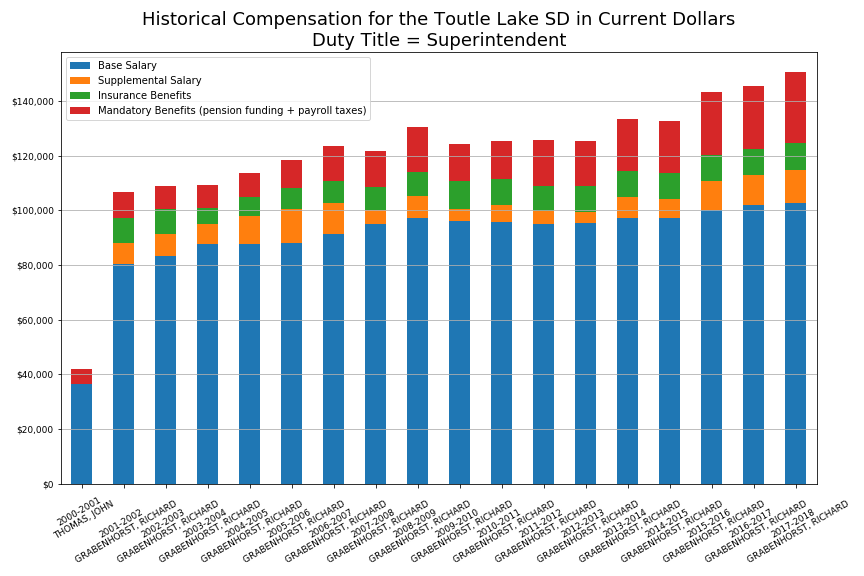 Historical Compensation for the Toutle Lake SD in Current Dollars
Duty Title = Superintendent
Base Salary
Supplemental Salary
Insurance Benefits
Mandatory Benefits (pension funding + payroll taxes)
$140,000
$120,000
$100,000
$80,000
$60,000
$40,000
$20,000
$0
2000-2001
THOMAS, JOHN
2001-2002
GRABENHORST, RICHARD
2002-2003
GRABENHORST, RICHARD
2003-2004
GRABENHORST, RICHARD
2004-2005
GRABENHORST, RICHARD
2005-2006
GRABENHORST, RICHARD
2006-2007
GRABENHORST, RICHARD
2007-2008
GRABENHORST, RICHARD
2008-2009
GRABENHORST, RICHARD
2009-2010
GRABENHORST, RICHARD
2010-2011
GRABENHORST, RICHARD
2011-2012
GRABENHORST, RICHARD
2012-2013
GRABENHORST, RICHARD
2013-2014
GRABENHORST, RICHARD
2014-2015
GRABENHORST, RICHARD
2015-2016
GRABENHORST, RICHARD
2016-2017
GRABENHORST, RICHARD
2017-2018
GRABENHORST, RICHARD